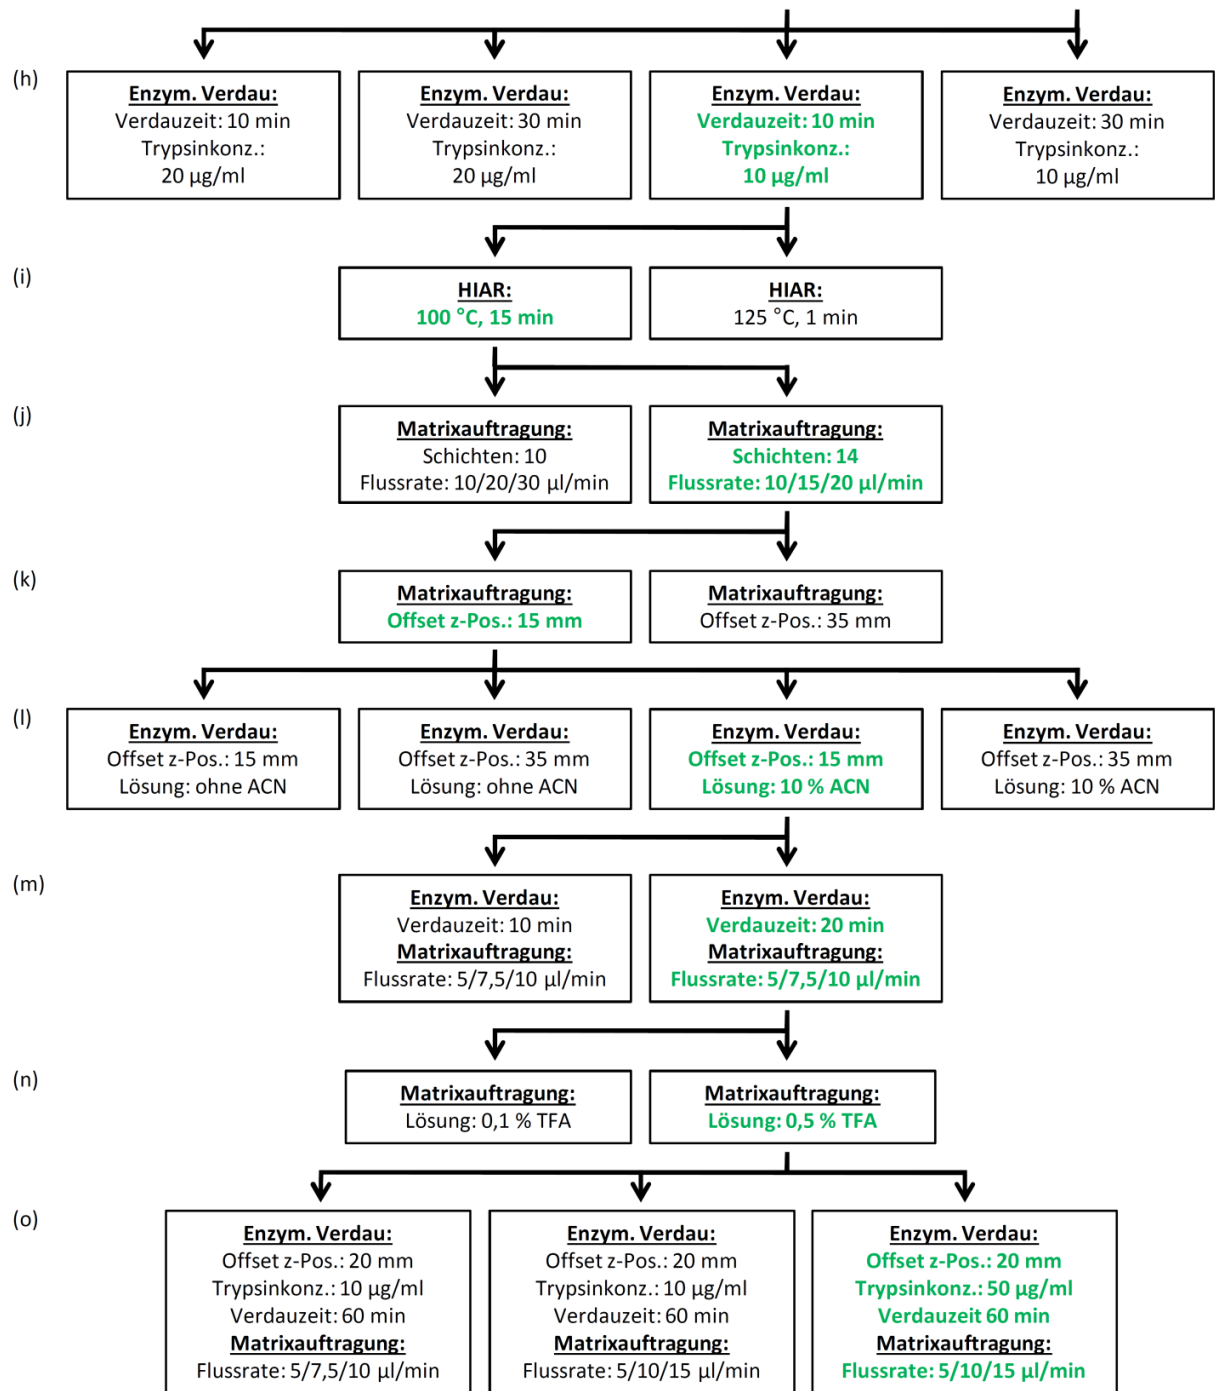 (h)
Enzym. Verdau:
Verdauzeit: 10 min
Trypsinkonz.:
20 µg/ml
Enzym. Verdau:
Verdauzeit: 30 min
Trypsinkonz.:
20 µg/ml
Enzym. Verdau:
Verdauzeit: 10 min
Trypsinkonz.:
10 µg/ml
Enzym. Verdau:
Verdauzeit: 30 min
Trypsinkonz.:
10 µg/ml
(i)
HIAR:
100 °C, 15 min
HIAR:
125 °C, 1 min
(j)
Matrixauftragung:
Schichten: 10
Flussrate: 10/20/30 µl/min
Matrixauftragung:
Schichten: 14
Flussrate: 10/15/20 µl/min
(k)
Matrixauftragung:
Offset z-Pos.: 15 mm
Matrixauftragung:
Offset z-Pos.: 35 mm
(l)
Enzym. Verdau:
Offset z-Pos.: 15 mm
Lösung: ohne ACN
Enzym. Verdau:
Offset z-Pos.: 35 mm
Lösung: ohne ACN
Enzym. Verdau:
Offset z-Pos.: 15 mm
Lösung: 10 % ACN
Enzym. Verdau:
Offset z-Pos.: 35 mm
Lösung: 10 % ACN
(m)
Enzym. Verdau:
Verdauzeit: 10 min
Matrixauftragung:
Flussrate: 5/7,5/10 µl/min
Enzym. Verdau:
Verdauzeit: 20 min
Matrixauftragung:
Flussrate: 5/7,5/10 µl/min
(n)
Matrixauftragung:
Lösung: 0,1 % TFA
Matrixauftragung:
Lösung: 0,5 % TFA
(o)
Enzym. Verdau:
Offset z-Pos.: 20 mm
Trypsinkonz.: 10 µg/ml
Verdauzeit: 60 min
Matrixauftragung:
Flussrate: 5/7,5/10 µl/min
Enzym. Verdau:
Offset z-Pos.: 20 mm
Trypsinkonz.: 10 µg/ml
Verdauzeit: 60 min
Matrixauftragung:
Flussrate: 5/10/15 µl/min
Enzym. Verdau:
Offset z-Pos.: 20 mm
Trypsinkonz.: 50 µg/ml
Verdauzeit 60 min
Matrixauftragung:
Flussrate: 5/10/15 µl/min